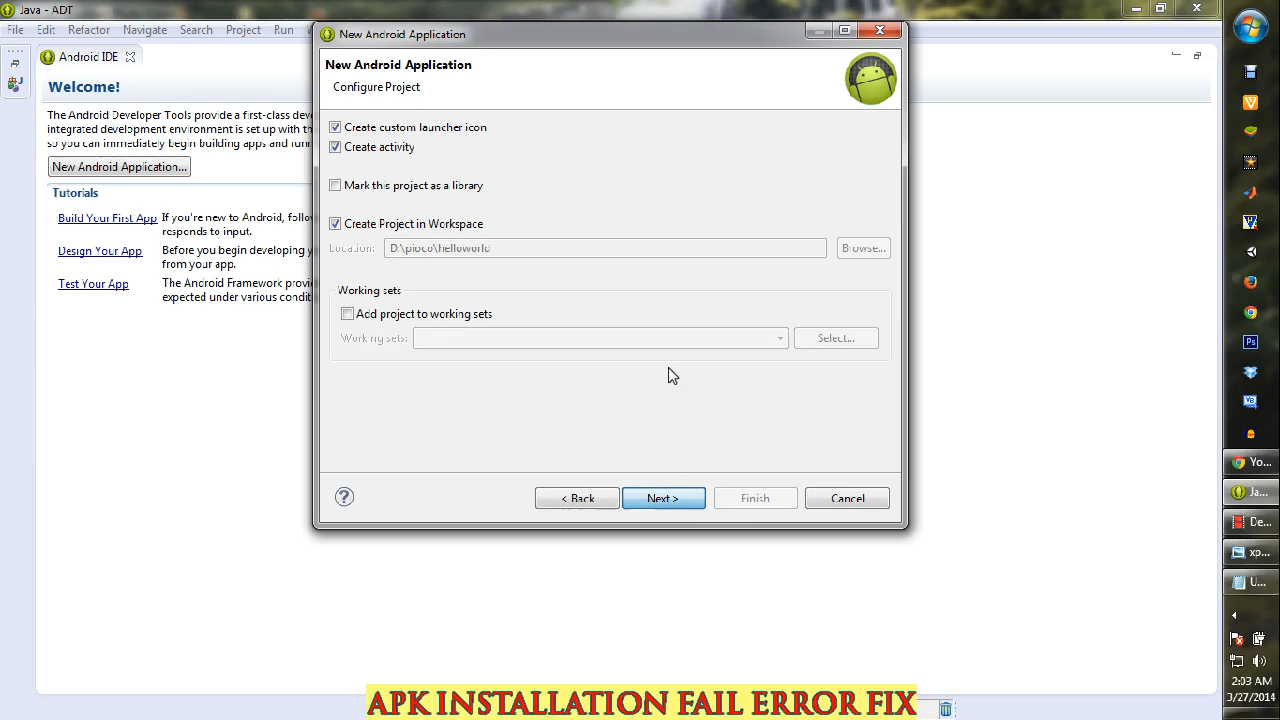 Java - ADT
File Edit Refactor Navigate Search Project Run
Android IDE
Welcome!
The Android Developer Tools provide a first-class
integrated development environment is set up with
so you can immediately begin building apps and
New Android Application...
Tutorials
Build Your First App If you're new to Android,
responds to input.
Design Your App Before you begin developing
from your app.
Test Your App The Android Framework
expected under various
New Android Application
New Android Application
Configure Project
Create custom launcher icon
Create activity
Mark this project as a library
Create Project in Workspace
Location: D:\pioco\helloworld Browse...
Working sets
Add project to working sets
Working sets: Select...
< Back Next > Finish Cancel
Ps
VB
Yo...
Ja...
De...
xp...
U...
2:03 AM
3/27/2014
APK INSTALLATION FAIL ERROR FIX